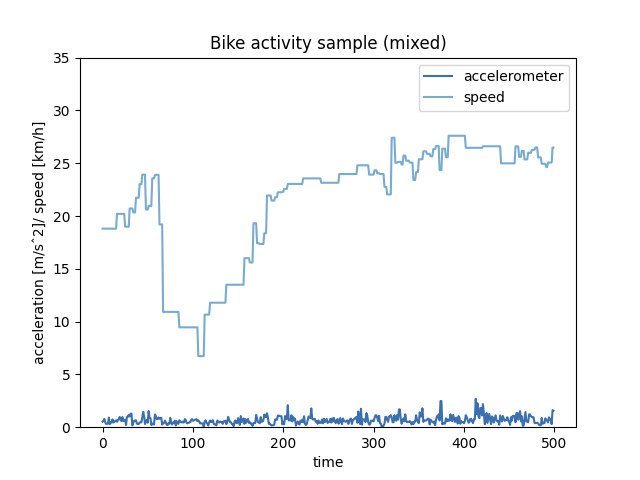 Bike activity sample (mixed)
accelerometer
speed
acceleration [m/sˆ2]/ speed [km/h]
35
30
25
20
15
10
5
0
0 100 200 300 400 500
time